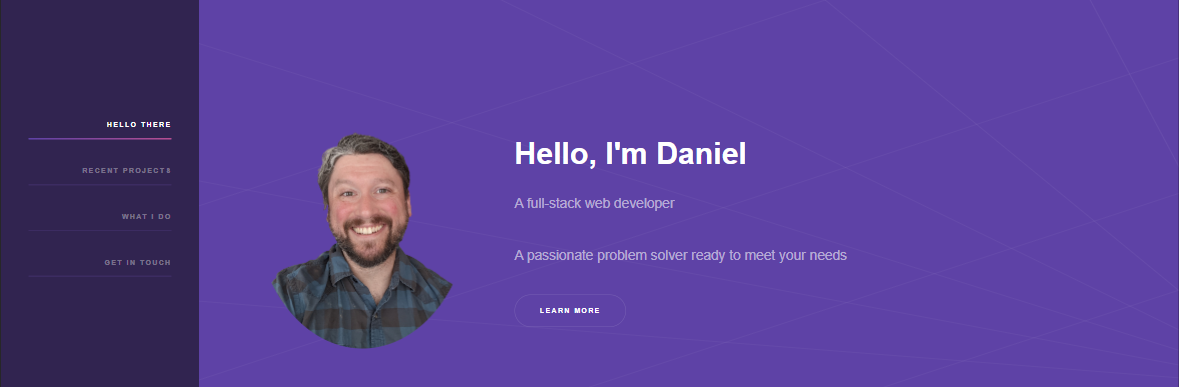 HELLO THERE
RECENT PROJECTS
WHAT I DO
GET IN TOUCH
Hello, I'm Daniel
A full-stack web developer
A passionate problem solver ready to meet your needs
LEARN MORE